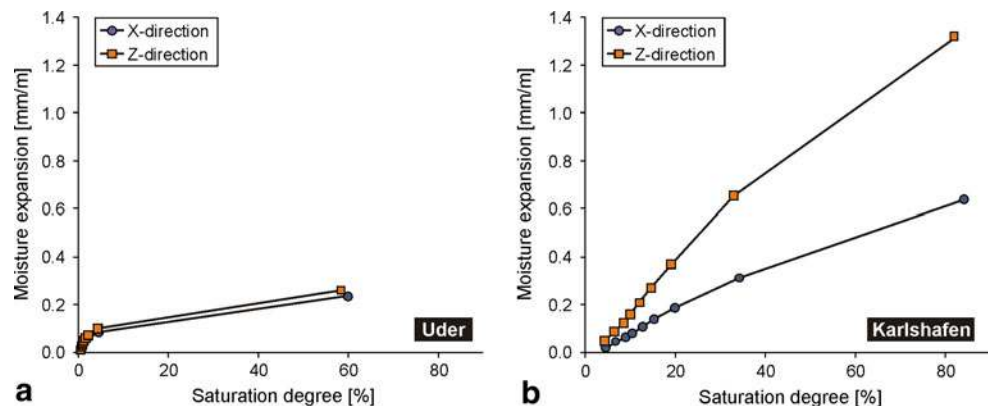 1.4
1.2
1.0
0.8
0.6
0.4
0.2
0.0
Moisture expansion [mm/m]
X-direction
Z-direction
Uder
0 20 40 60 80
a Saturation degree [%]
1.4
1.2
1.0
0.8
0.6
0.4
0.2
0.0
Moisture expansion [mm/m]
X-direction
Z-direction
Karlshafen
0 20 40 60 80
b Saturation degree [%]